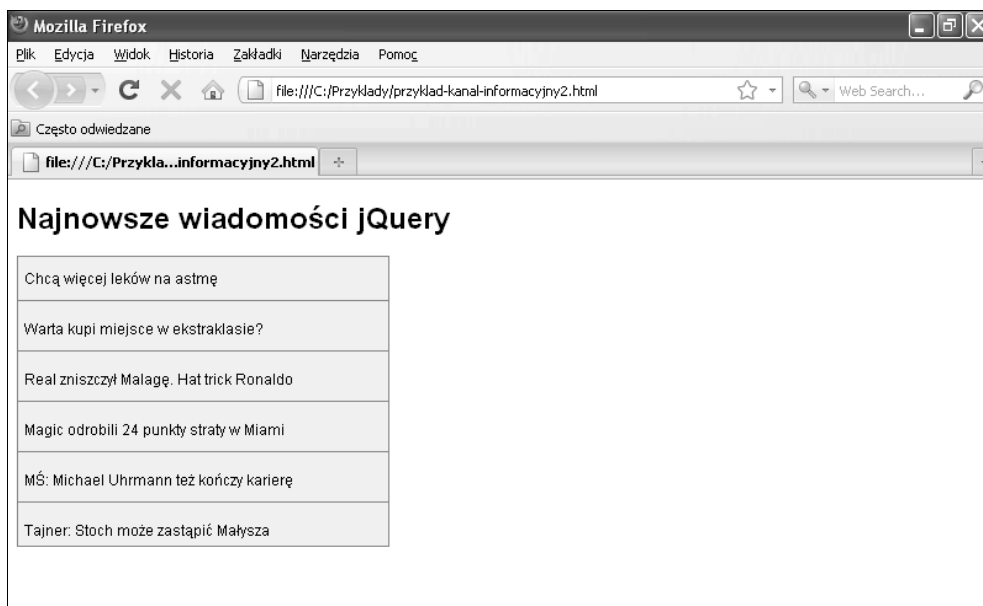 Mozilla Firefox
Plik Edycja Widok Historia Zakładki Narzędzia Pomoc
file:///C:/Przyklady/przyklad-kanal-informacyjny2.html Web Search...
Często odwiedzane
file:///C:/Przykla...informacyjny2.html
Najnowsze wiadomości jQuery
Chcą więcej leków na astmę
Warta kupi miejsce w ekstraklasie?
Real zniszczył Malagę. Hat trick Ronaldo
Magic odrobili 24 punkty straty w Miami
MŚ: Michael Uhrmann też kończy karierę
Tajner: Stoch może zastąpić Małysza